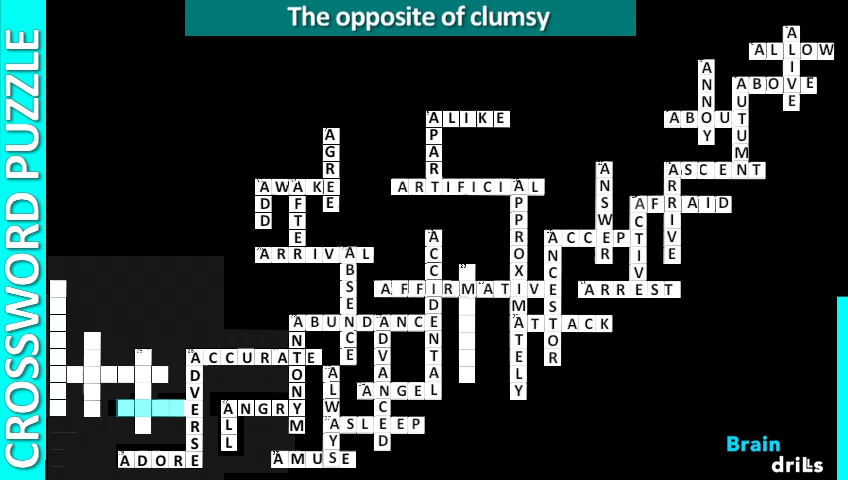 The opposite of clumsy
CROSSWORD PUZZLE
ALIVE
ALLOW
ANNOY
ABOVE
AUTUMN
ABOUT
ALIKE
APART
AGREE
ANSWER
ASCENT
ARRIVE
AWAKE
ADD
AFTER
ARTIFICIAL
APPROXIMATELY
AFRAID
ACTIVE
ACCIDENTAL
ACCEPT
ANCESTOR
ARRIVAL
ABSENCE
AFFIRMATIVE
ARREST
ABUNDANCE
ANTONYM
ADVANCED
ATTACK
ACCURATE
ADVERSE
ALWAYS
ANGEL
ANGRY
ALL
ASLEEP
ADORE
AMUSE
Brain
drills